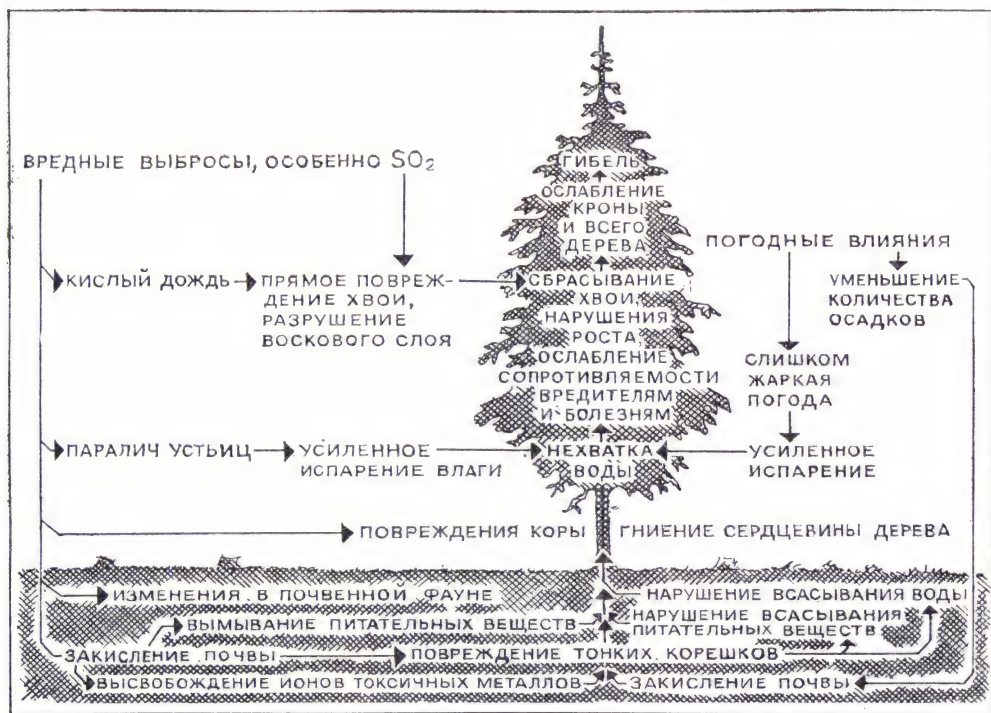 ВРЕДНЫЕ ВЫБРОСЫ, ОСОБЕННО SO₂
КИСЛЫЙ ДОЖДЬ
ПРЯМОЕ ПОВРЕЖ-
ДЕНИЕ ХВОИ,
РАЗРУШЕНИЕ
ВОСКОВОГО СЛОЯ
ПАРАЛИЧ УСТЬИЦ
УСИЛЕННОЕ
ИСПАРЕНИЕ ВЛАГИ
ПОВРЕЖДЕНИЯ КОРЫ
ГИБЕЛЬ
ОСЛАБЛЕНИЕ
КРОНЫ
И ВСЕГО
ДЕРЕВА
СБРАСЫВАНИЕ
ХВОИ,
НАРУШЕНИЯ
РОСТА,
ОСЛАБЛЕНИЕ
СОПРОТИВЛЯЕМОСТИ
ВРЕДИТЕЛЯМ
И БОЛЕЗНЯМ
НЕХВАТКА
ВОДЫ
ПОГОДНЫЕ ВЛИЯНИЯ
УМЕНЬШЕНИЕ
КОЛИЧЕСТВА
ОСАДКОВ
СЛИШКОМ
ЖАРКАЯ
ПОГОДА
УСИЛЕННОЕ
ИСПАРЕНИЕ
ГНИЕНИЕ СЕРДЦЕВИНЫ ДЕРЕВА
ИЗМЕНЕНИЯ В ПОЧВЕННОЙ ФАУНЕ
НАРУШЕНИЕ ВСАСЫВАНИЯ ВОДЫ
ВЫМЫВАНИЕ ПИТАТЕЛЬНЫХ ВЕЩЕСТВ
НАРУШЕНИЕ ВСАСЫВАНИЯ
ПИТАТЕЛЬНЫХ ВЕЩЕСТВ
ЗАКИСЛЕНИЕ ПОЧВЫ
ПОВРЕЖДЕНИЕ ТОНКИХ КОРЕШКОВ
ВЫСВОБОЖДЕНИЕ ИОНОВ ТОКСИЧНЫХ МЕТАЛЛОВ
ЗАКИСЛЕНИЕ ПОЧВЫ